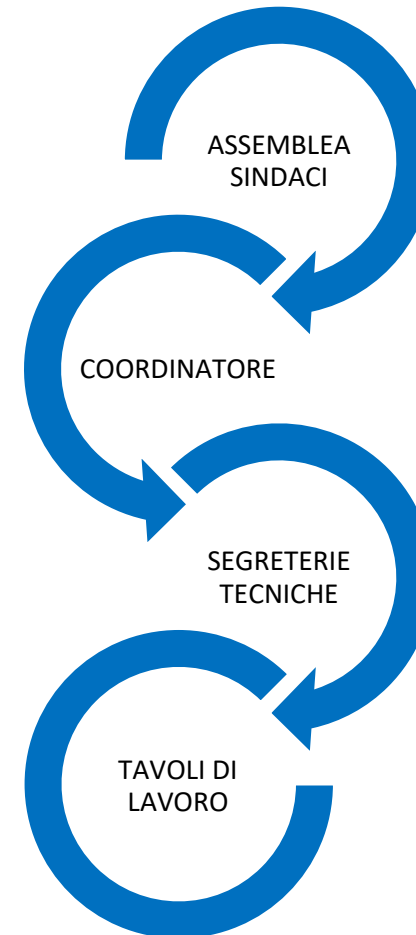 ASSEMBLEA
SINDACI
COORDINATORE
SEGRETERIE
TECNICHE
TAVOLI DI
LAVORO